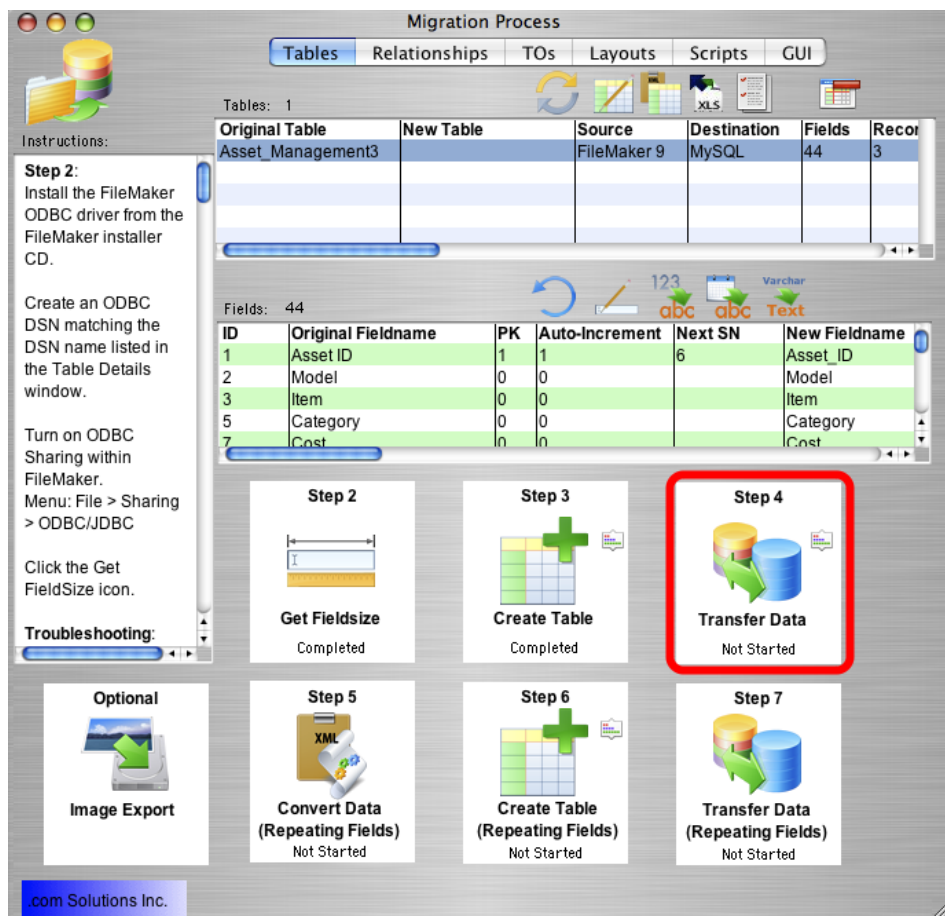 Migration Process
Tables Relationships TOs Layouts Scripts GUI
Tables: 1
XLS
Original Table New Table Source Destination Fields Recor
Asset_Management3 FileMaker 9 MySQL 44 3
Instructions:
Step 2:
Install the FileMaker
ODBC driver from the
FileMaker installer
CD.
Create an ODBC
DSN matching the
DSN name listed in
the Table Details
window.
Turn on ODBC
Sharing within
FileMaker.
Menu: File > Sharing
> ODBC/JDBC
Click the Get
FieldSize icon.
Troubleshooting:
Fields: 44
123
abc
abc
Varchar
Text
ID Original Fieldname PK Auto-Increment Next SN New Fieldname
1 Asset ID 1 1 6 Asset_ID
2 Model 0 0 Model
3 Item 0 0 Item
5 Category 0 0 Category
7 Cost 0 0 Cost
Step 2
Get Fieldsize
Completed
Step 3
Create Table
Completed
Step 4
Transfer Data
Not Started
Optional
Image Export
Step 5
XML
Convert Data
(Repeating Fields)
Not Started
Step 6
Create Table
(Repeating Fields)
Not Started
Step 7
Transfer Data
(Repeating Fields)
Not Started
.com Solutions Inc.